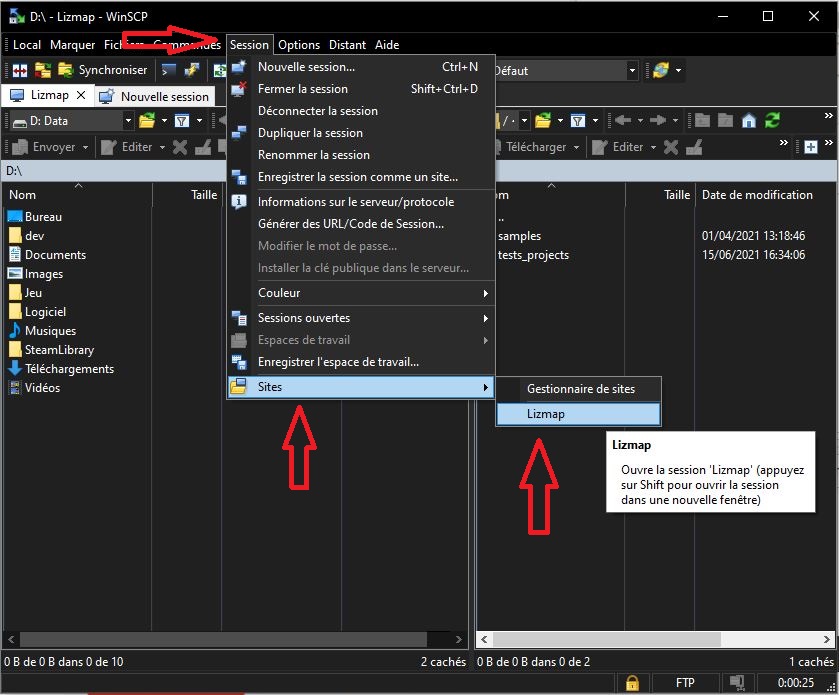 D:\ - Lizmap - WinSCP
Local Marquer Fichiers Commandes Session Options Distant Aide
Synchroniser
Défaut
Lizmap
Nouvelle session
D: Data
Envoyer
Editer
Télécharger
Editer
D:\
Nom
Taille
Bureau
dev
Documents
Images
Jeu
Logiciel
Musiques
SteamLibrary
Téléchargements
Vidéos
Nouvelle session... Ctrl+N
Fermer la session Shift+Ctrl+D
Déconnecter la session
Dupliquer la session
Renommer la session
Enregistrer la session comme un site...
Informations sur le serveur/protocole
Générer des URL/Code de Session...
Modifier le mot de passe...
Installer la clé publique dans le serveur...
Couleur
Sessions ouvertes
Espaces de travail
Enregistrer l'espace de travail...
Sites
Gestionnaire de sites
Lizmap
Lizmap
Ouvre la session 'Lizmap' (appuyez
sur Shift pour ouvrir la session
dans une nouvelle fenêtre)
om Taille Date de modification
..
samples 01/04/2021 13:18:46
tests_projects 15/06/2021 16:34:06
0 B de 0 B dans 0 de 10
2 cachés
0 B de 0 B dans 0 de 2
1 cachés
FTP
0:00:25